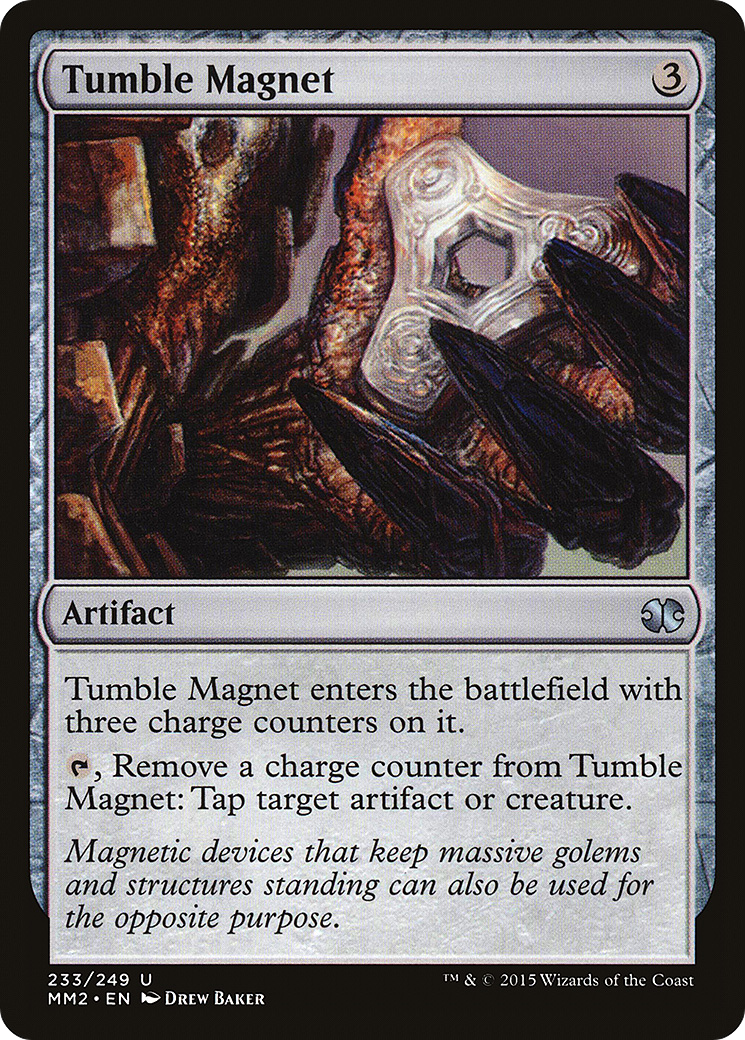 Tumble Magnet 3
Artifact
Tumble Magnet enters the battlefield with
three charge counters on it.
, Remove a charge counter from Tumble
Magnet: Tap target artifact or creature.
Magnetic devices that keep massive golems
and structures standing can also be used for
the opposite purpose.
233/249 U
™ & © 2015 Wizards of the Coast
MM2 • EN Drew Baker